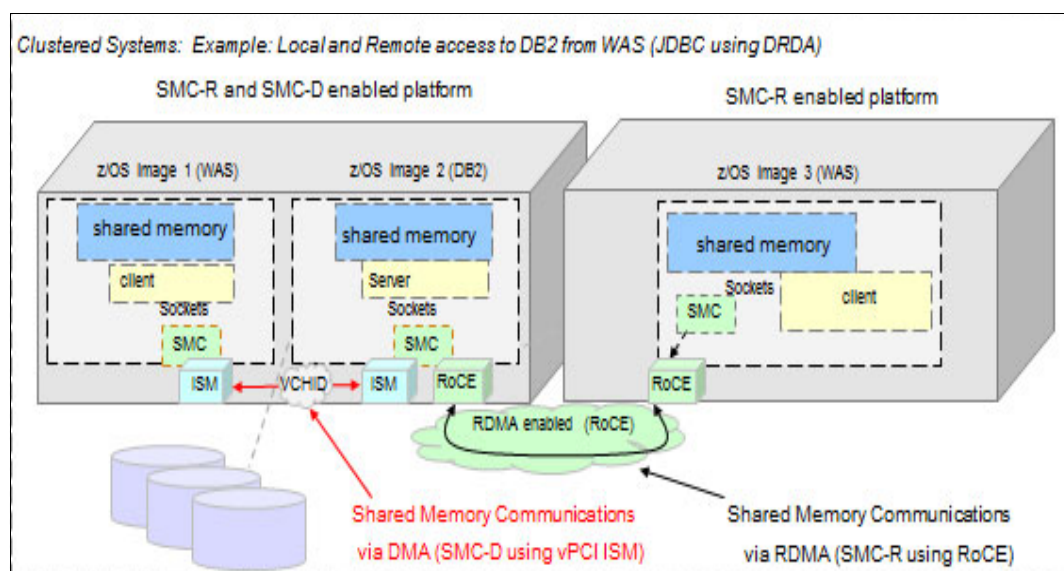 Clustered Systems: Example: Local and Remote access to DB2 from WAS (JDBC using DRDA)
SMC-R and SMC-D enabled platform
SMC-R enabled platform
z/OS Image 1 (WAS)
z/OS Image 2 (DB2)
z/OS Image 3 (WAS)
shared memory
shared memory
shared memory
client
Server
client
Sockets
Sockets
Sockets
SMC
SMC
SMC
ISM
VCHID
ISM
RoCE
RoCE
RDMA enabled (RoCE)
Shared Memory Communications
via DMA (SMC-D using vPCI ISM)
Shared Memory Communications
via RDMA (SMC-R using RoCE)